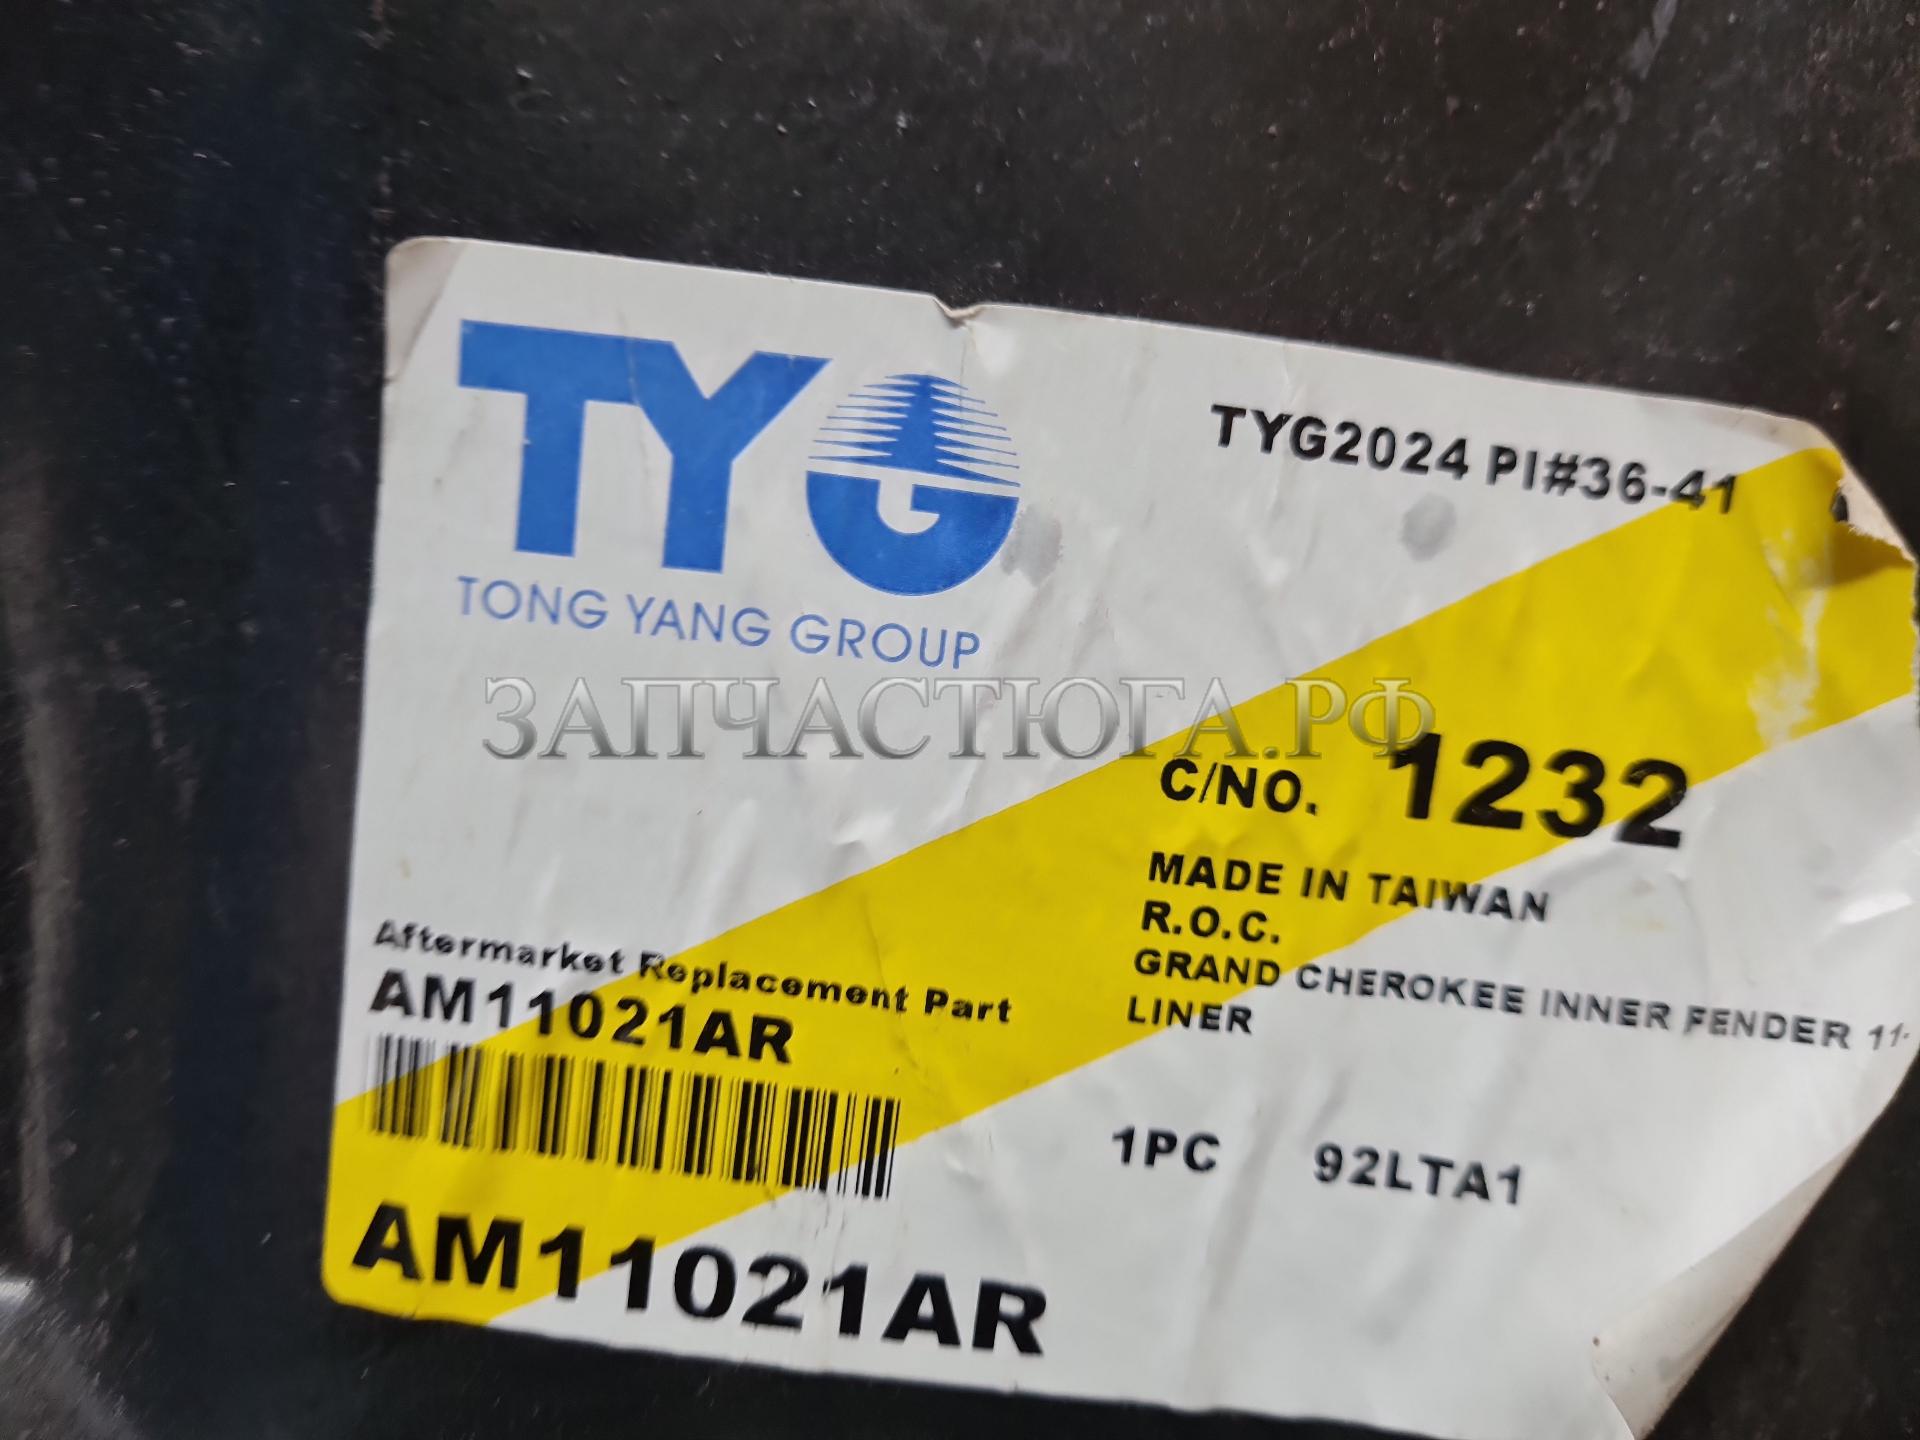 TYG
TONG YANG GROUP
TYG2024 PI#36-41
ЗАПЧАСТЮГА.РФ
C/NO. 1232
MADE IN TAIWAN
R.O.C.
GRAND CHEROKEE INNER FENDER 11-
LINER
Aftermarket Replacement Part
AM11021AR
1PC 92LTA1
AM11021AR